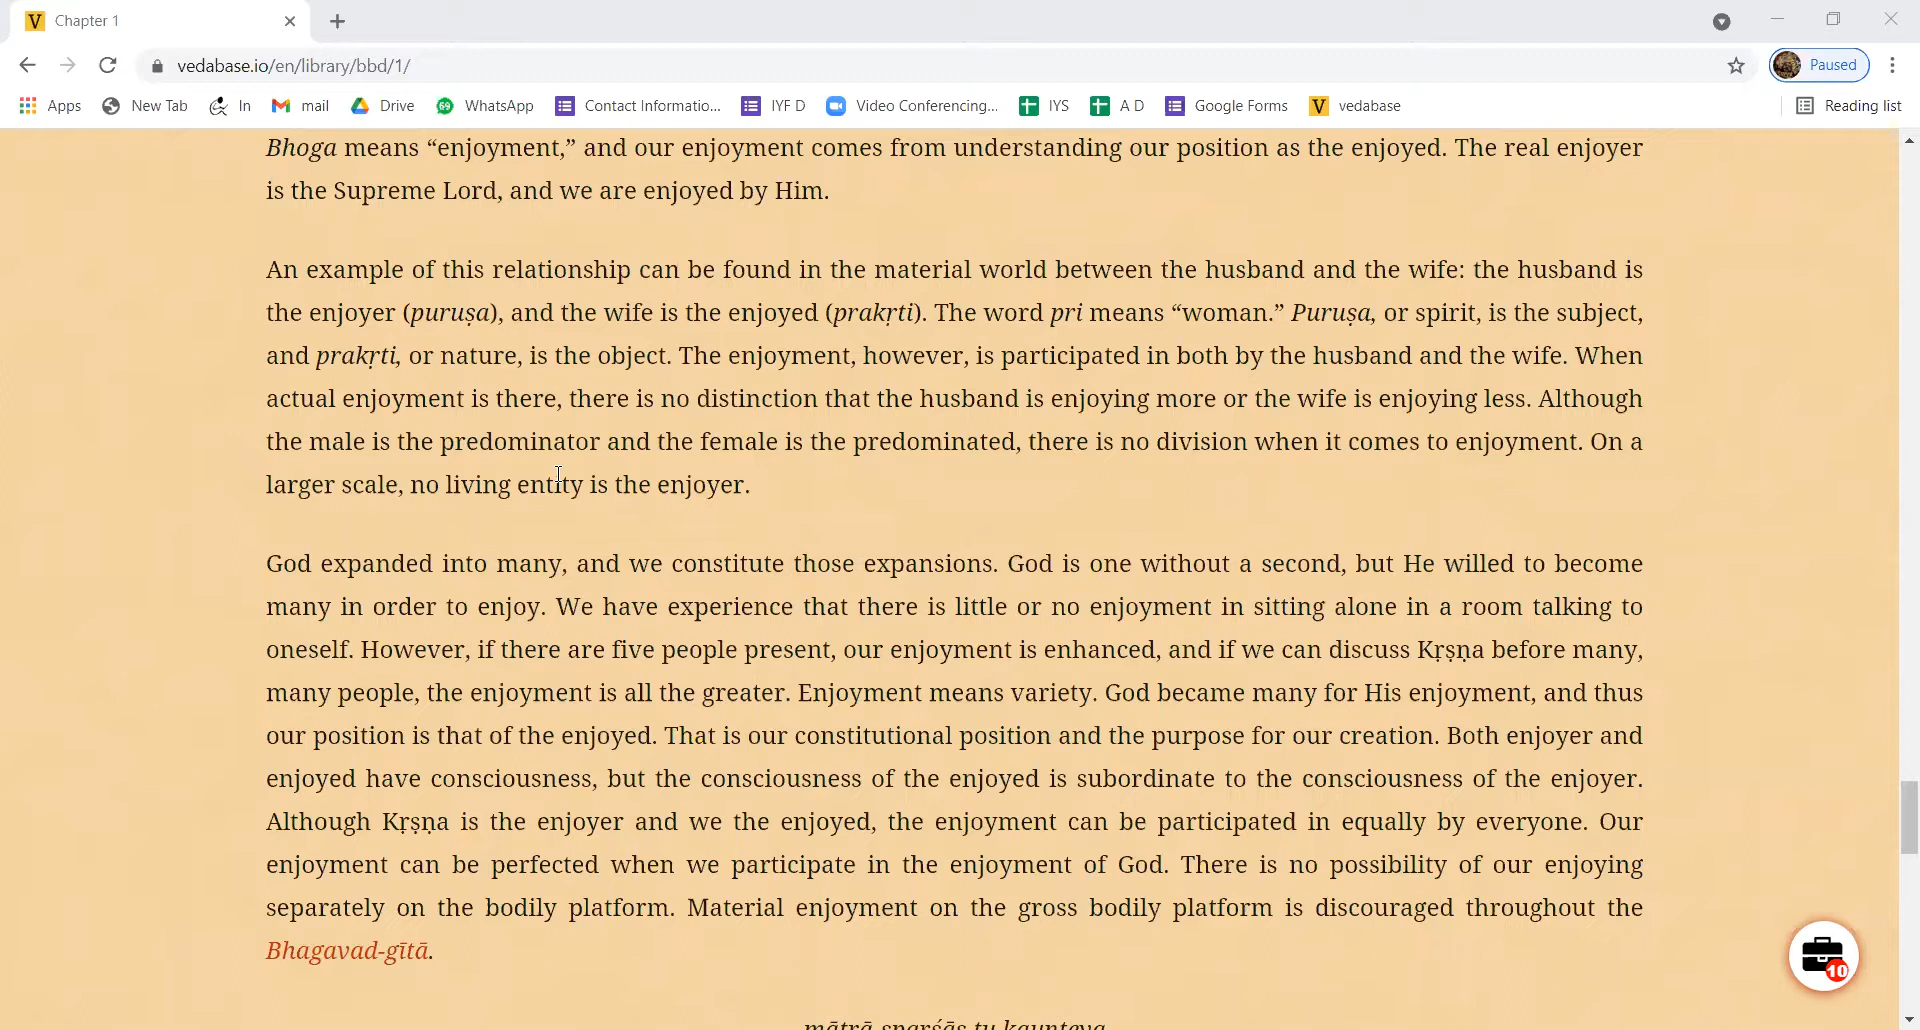 Chapter 1
vedabase.io/en/library/bbd/1/
Paused
Apps New Tab In mail Drive 69 WhatsApp Contact Informatio... IYF D Video Conferencing... IYS A D Google Forms vedabase Reading list
Bhoga means “enjoyment,” and our enjoyment comes from understanding our position as the enjoyed. The real enjoyer
is the Supreme Lord, and we are enjoyed by Him.
An example of this relationship can be found in the material world between the husband and the wife: the husband is
the enjoyer (puruṣa), and the wife is the enjoyed (prakṛti). The word pri means “woman.” Puruṣa, or spirit, is the subject,
and prakṛti, or nature, is the object. The enjoyment, however, is participated in both by the husband and the wife. When
actual enjoyment is there, there is no distinction that the husband is enjoying more or the wife is enjoying less. Although
the male is the predominator and the female is the predominated, there is no division when it comes to enjoyment. On a
larger scale, no living entity is the enjoyer.
God expanded into many, and we constitute those expansions. God is one without a second, but He willed to become
many in order to enjoy. We have experience that there is little or no enjoyment in sitting alone in a room talking to
oneself. However, if there are five people present, our enjoyment is enhanced, and if we can discuss Kṛṣṇa before many,
many people, the enjoyment is all the greater. Enjoyment means variety. God became many for His enjoyment, and thus
our position is that of the enjoyed. That is our constitutional position and the purpose for our creation. Both enjoyer and
enjoyed have consciousness, but the consciousness of the enjoyed is subordinate to the consciousness of the enjoyer.
Although Kṛṣṇa is the enjoyer and we the enjoyed, the enjoyment can be participated in equally by everyone. Our
enjoyment can be perfected when we participate in the enjoyment of God. There is no possibility of our enjoying
separately on the bodily platform. Material enjoyment on the gross bodily platform is discouraged throughout the
Bhagavad-gītā.
10
mātrā-sparśās tu kaunteya